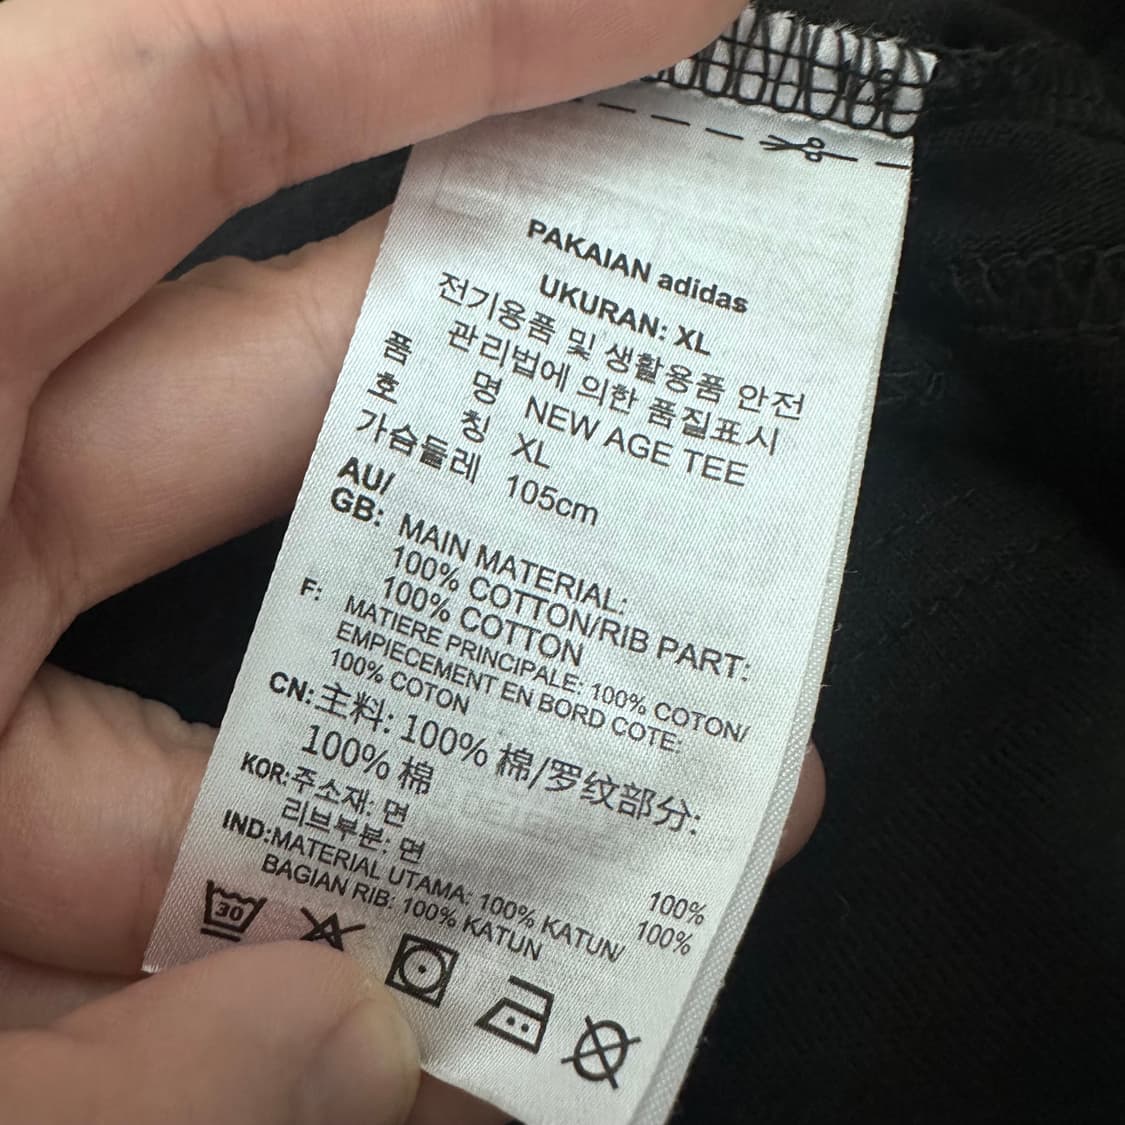 PAKAIAN adidas
UKURAN: XL
전기용품 및 생활용품 안전
관리법에 의한 품질표시
품 명 NEW AGE TEE
호 칭 XL
가슴둘레 105cm
AU/
GB: MAIN MATERIAL:
100% COTTON/RIB PART:
100% COTTON
F: MATIERE PRINCIPALE: 100% COTON/
EMPIECEMENT EN BORD COTE:
100% COTON
CN:主料: 100% 棉/罗纹部分:
100% 棉
KOR:주소재: 면 100%
리브부분: 면 100%
IND:MATERIAL UTAMA: 100% KATUN/
BAGIAN RIB: 100% KATUN
30